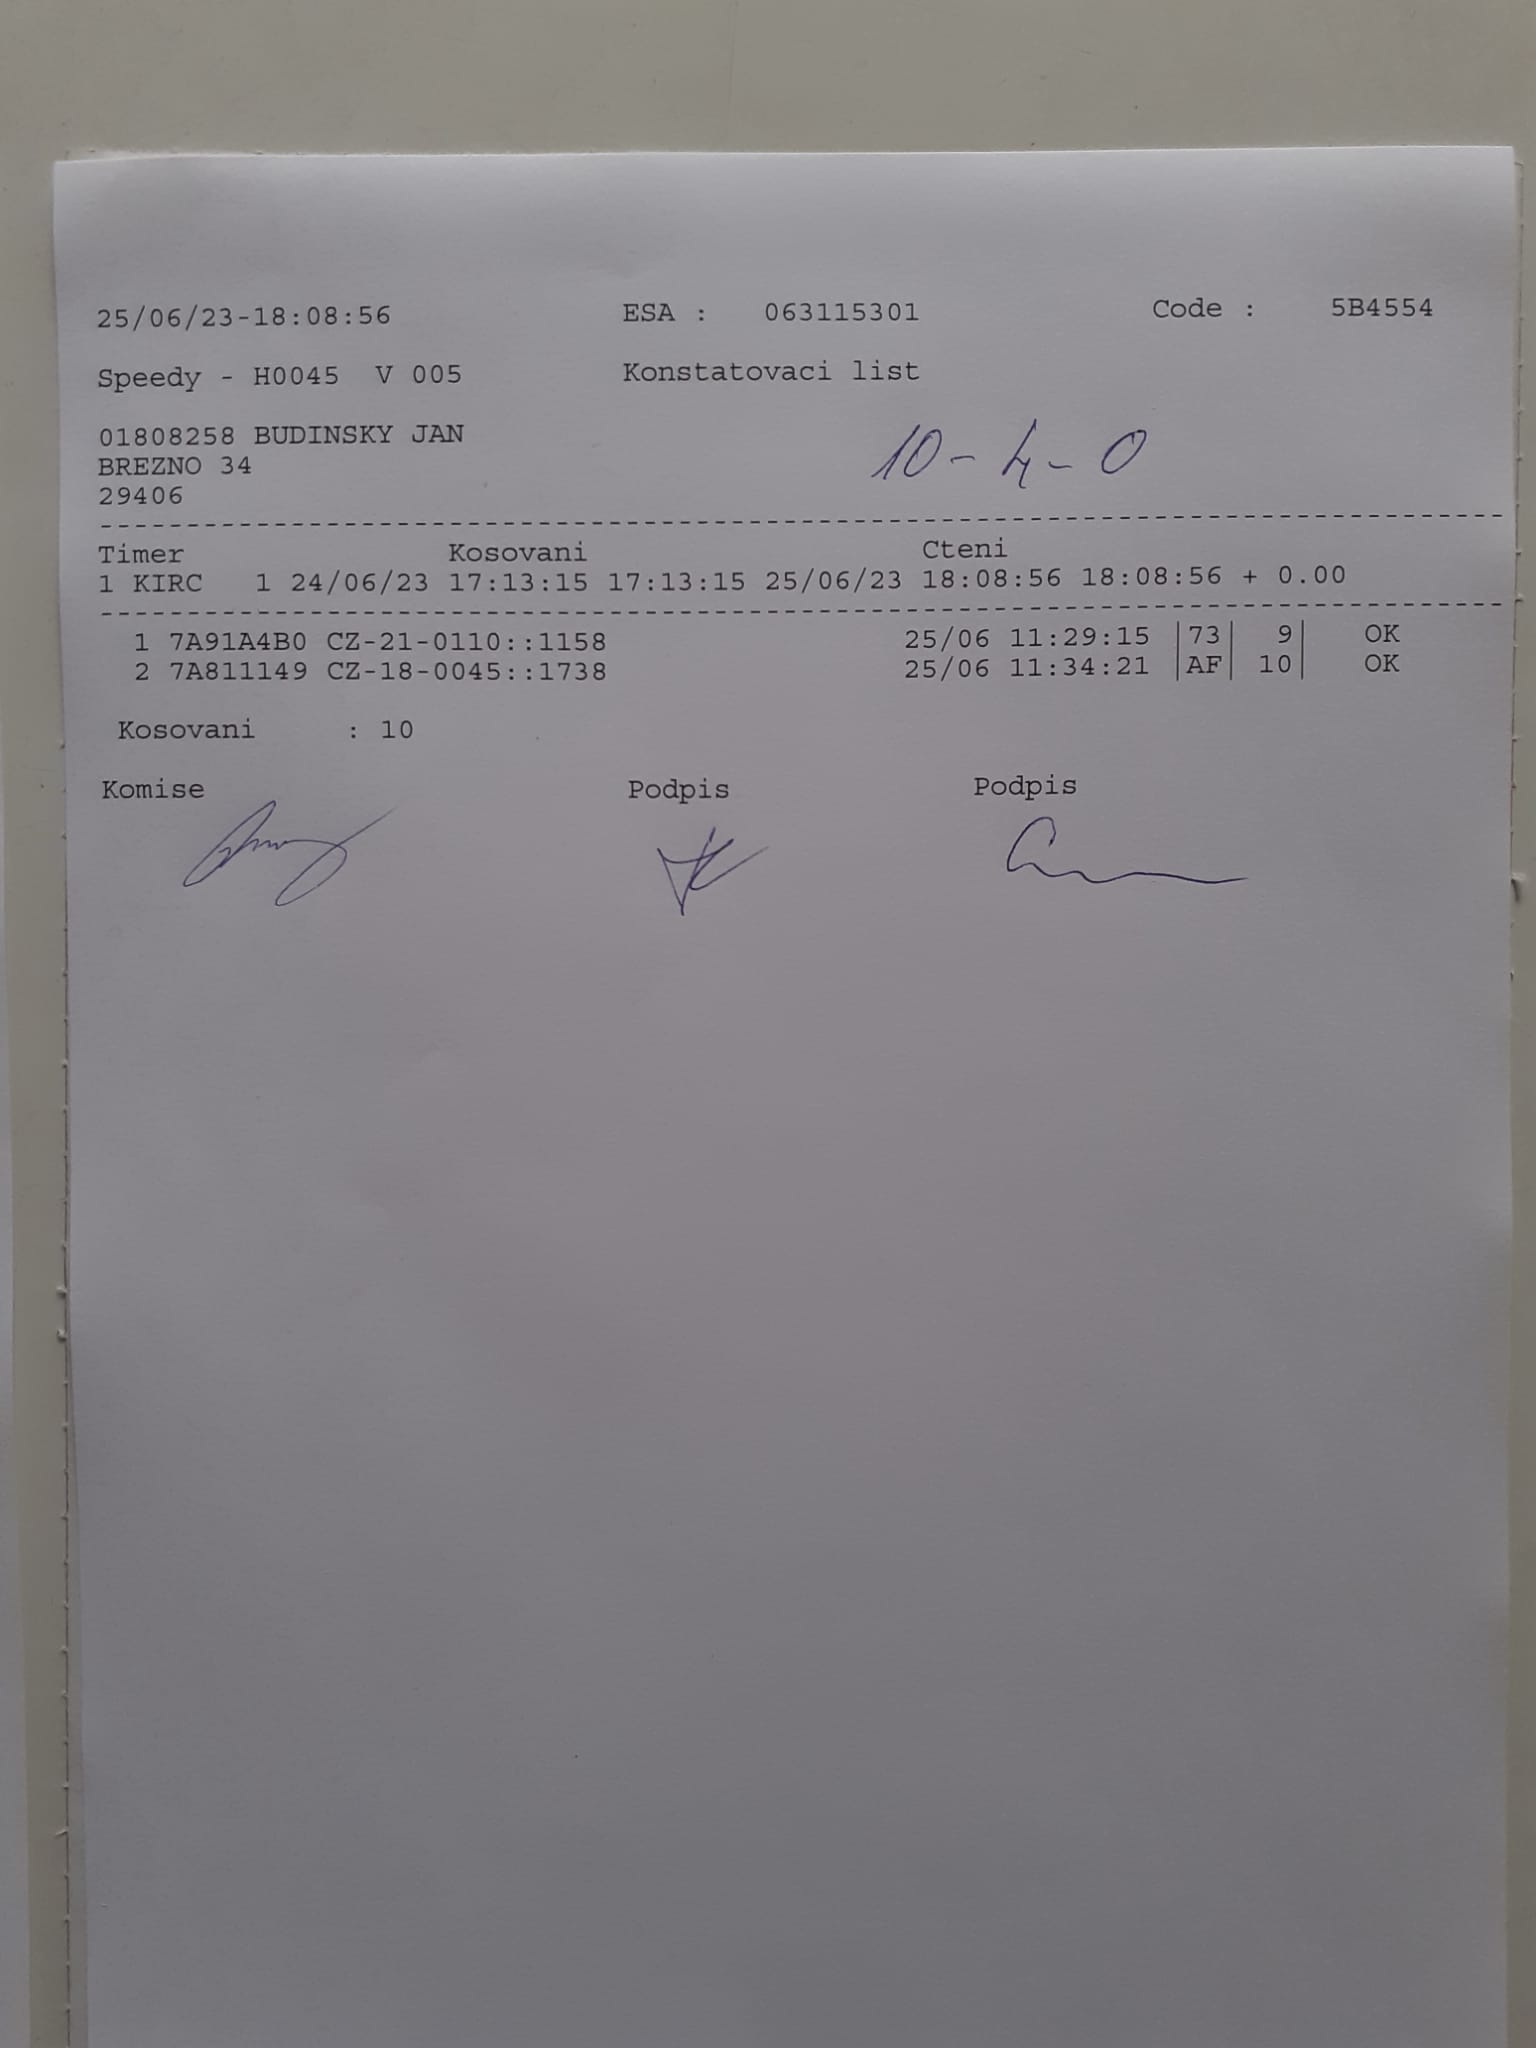 25/06/23-18:08:56 ESA : 063115301 Code : 5B4554
Speedy - H0045 V 005 Konstatovaci list
01808258 BUDINSKY JAN
BREZNO 34
29406
10-4-0
Timer Kosovani Cteni
1 KIRC 1 24/06/23 17:13:15 17:13:15 25/06/23 18:08:56 18:08:56 + 0.00
1 7A91A4B0 CZ-21-0110::1158 25/06 11:29:15 |73| 9| OK
2 7A811149 CZ-18-0045::1738 25/06 11:34:21 |AF| 10| OK
Kosovani : 10
Komise Podpis Podpis